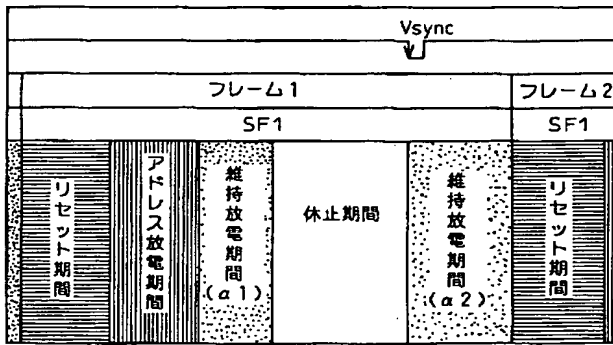 Vsync
フレーム1
フレーム2
SF1
SF1
リセット期間
アドレス放電期間
維持放電期間
(α1)
休止期間
維持放電期間
(α2)
リセット期間